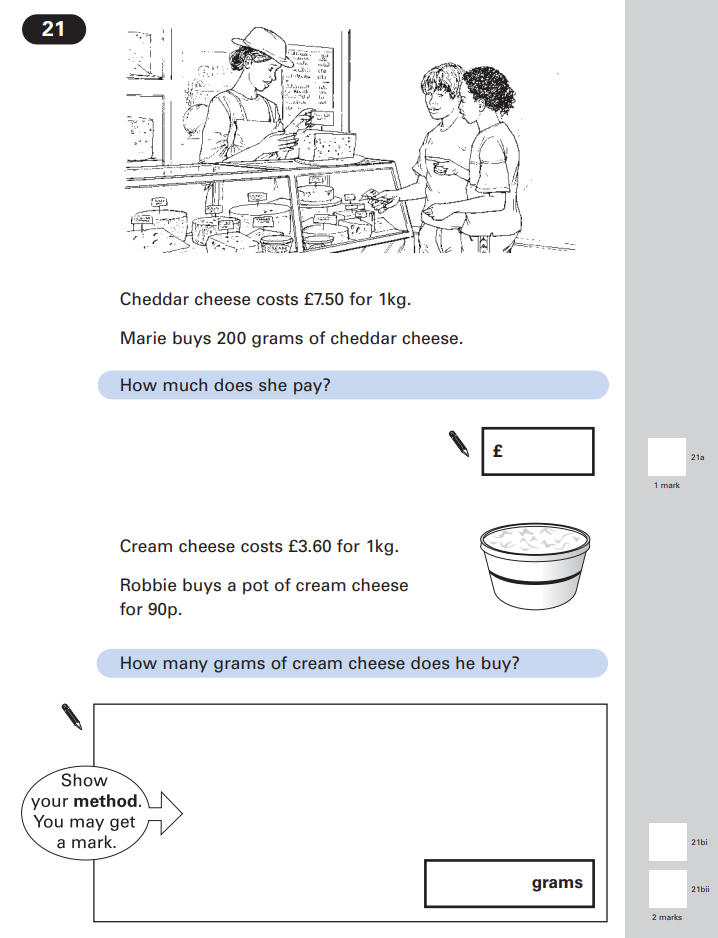 21
Cheddar cheese costs £7.50 for 1kg.
Marie buys 200 grams of cheddar cheese.
How much does she pay?
£
21a
1 mark
Cream cheese costs £3.60 for 1kg.
Robbie buys a pot of cream cheese
for 90p.
How many grams of cream cheese does he buy?
Show
your method.
You may get
a mark.
grams
21bi
21bii
2 marks